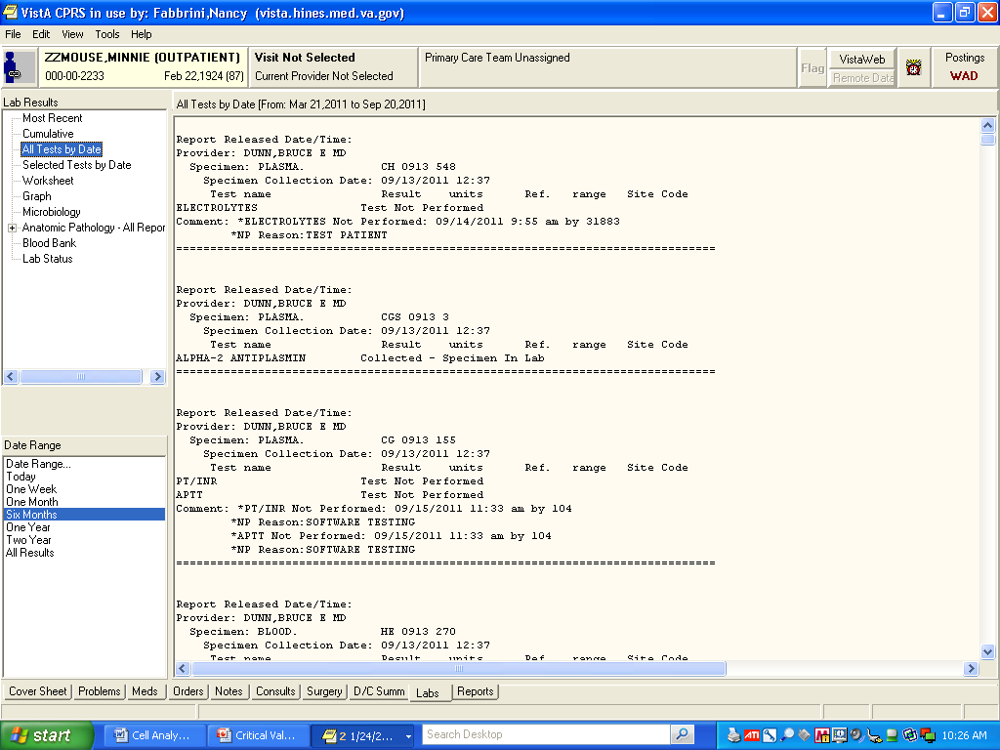 VistA CPRS in use by: Fabbrini,Nancy (vista.hines.med.va.gov)
File Edit View Tools Help
ZZMOUSE,MINNIE (OUTPATIENT)
000-00-2233 Feb 22,1924 (87)
Visit Not Selected
Current Provider Not Selected
Primary Care Team Unassigned
Flag
VistaWeb
Remote Data
Postings
WAD
Lab Results
Most Recent
Cumulative
All Tests by Date
Selected Tests by Date
Worksheet
Graph
Microbiology
Anatomic Pathology - All Repor
Blood Bank
Lab Status
Date Range
Date Range...
Today
One Week
One Month
Six Months
One Year
Two Year
All Results
All Tests by Date [From: Mar 21,2011 to Sep 20,2011]
Report Released Date/Time:
Provider: DUNN,BRUCE E MD
Specimen: PLASMA. CH 0913 548
Specimen Collection Date: 09/13/2011 12:37
Test name Result units Ref. range Site Code
ELECTROLYTES Test Not Performed
Comment: *ELECTROLYTES Not Performed: 09/14/2011 9:55 am by 31883
*NP Reason:TEST PATIENT
===============================================================================
Report Released Date/Time:
Provider: DUNN,BRUCE E MD
Specimen: PLASMA. CGS 0913 3
Specimen Collection Date: 09/13/2011 12:37
Test name Result units Ref. range Site Code
ALPHA-2 ANTIPLASMIN Collected - Specimen In Lab
===============================================================================
Report Released Date/Time:
Provider: DUNN,BRUCE E MD
Specimen: PLASMA. CG 0913 155
Specimen Collection Date: 09/13/2011 12:37
Test name Result units Ref. range Site Code
PT/INR Test Not Performed
APTT Test Not Performed
Comment: *PT/INR Not Performed: 09/15/2011 11:33 am by 104
*NP Reason:SOFTWARE TESTING
*APTT Not Performed: 09/15/2011 11:33 am by 104
*NP Reason:SOFTWARE TESTING
===============================================================================
Report Released Date/Time:
Provider: DUNN,BRUCE E MD
Specimen: BLOOD. HE 0913 270
Specimen Collection Date: 09/13/2011 12:37
Test name Result units Ref. range Site Code
Cover Sheet Problems Meds Orders Notes Consults Surgery D/C Summ Labs Reports
start Cell Analy... Critical Val... 2 1/24/2... Search Desktop ATI 10:26 AM